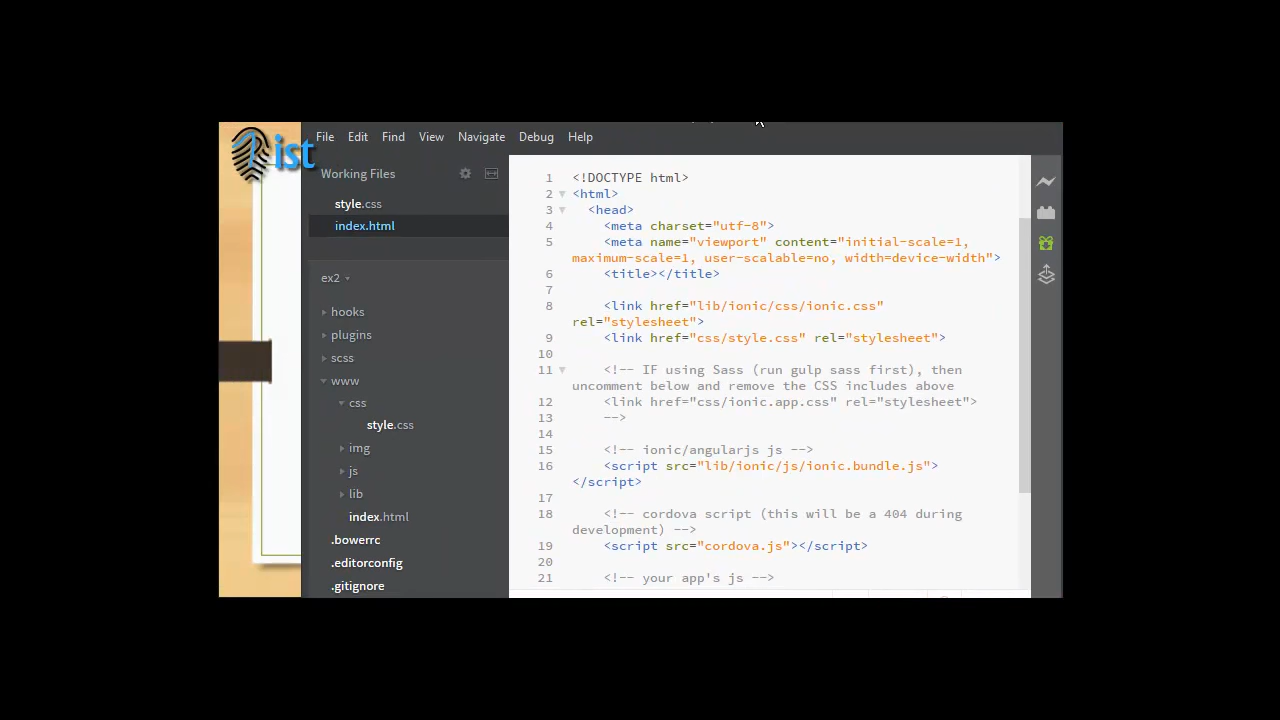 ist
File Edit Find View Navigate Debug Help
Working Files
style.css
index.html
ex2
hooks
plugins
scss
www
css
style.css
img
js
lib
index.html
.bowerrc
.editorconfig
.gitignore
1 <!DOCTYPE html>
2 <html>
3 <head>
4 <meta charset="utf-8">
5 <meta name="viewport" content="initial-scale=1,
maximum-scale=1, user-scalable=no, width=device-width">
6 <title></title>
7
8 <link href="lib/ionic/css/ionic.css"
rel="stylesheet">
9 <link href="css/style.css" rel="stylesheet">
10
11 <!-- IF using Sass (run gulp sass first), then
uncomment below and remove the CSS includes above
12 <link href="css/ionic.app.css" rel="stylesheet">
13 -->
14
15 <!-- ionic/angularjs js -->
16 <script src="lib/ionic/js/ionic.bundle.js">
</script>
17
18 <!-- cordova script (this will be a 404 during
development) -->
19 <script src="cordova.js"></script>
20
21 <!-- your app's js -->